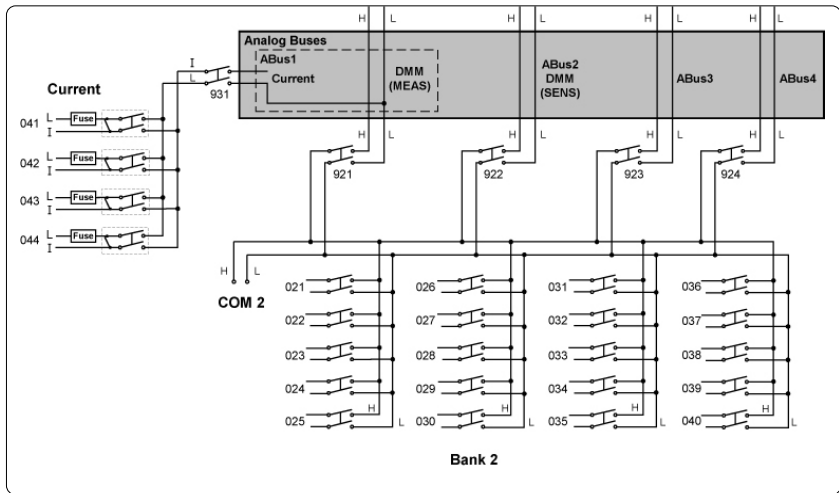 H L H L H L H L
Analog Buses
ABus1
Current
DMM
(MEAS)
ABus2
DMM
(SENS)
ABus3
ABus4
I
L
931
Current
041 L Fuse
I
042 L Fuse
I
043 L Fuse
I
044 L Fuse
I
H L H L H L H L
921 922 923 924
H L
COM 2
021 026 031 036
022 027 032 037
023 028 033 038
024 029 034 039
H H H H
025 L 030 L 035 L 040 L
Bank 2